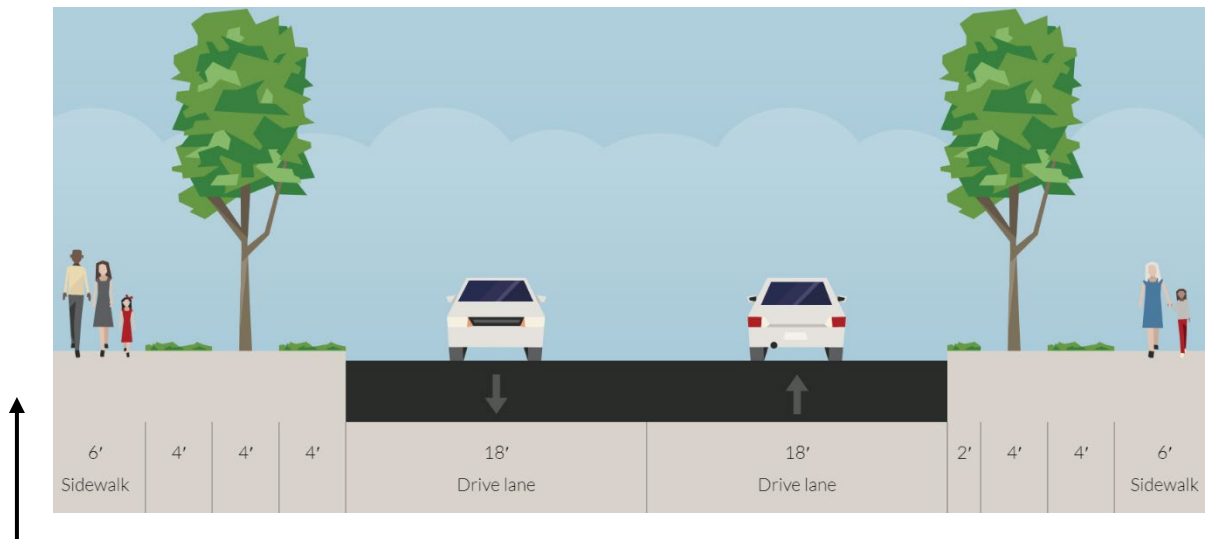 6′ 4′ 4′ 4′ 18′ 18′ 2′ 4′ 4′ 6′
Sidewalk Drive lane Drive lane Sidewalk